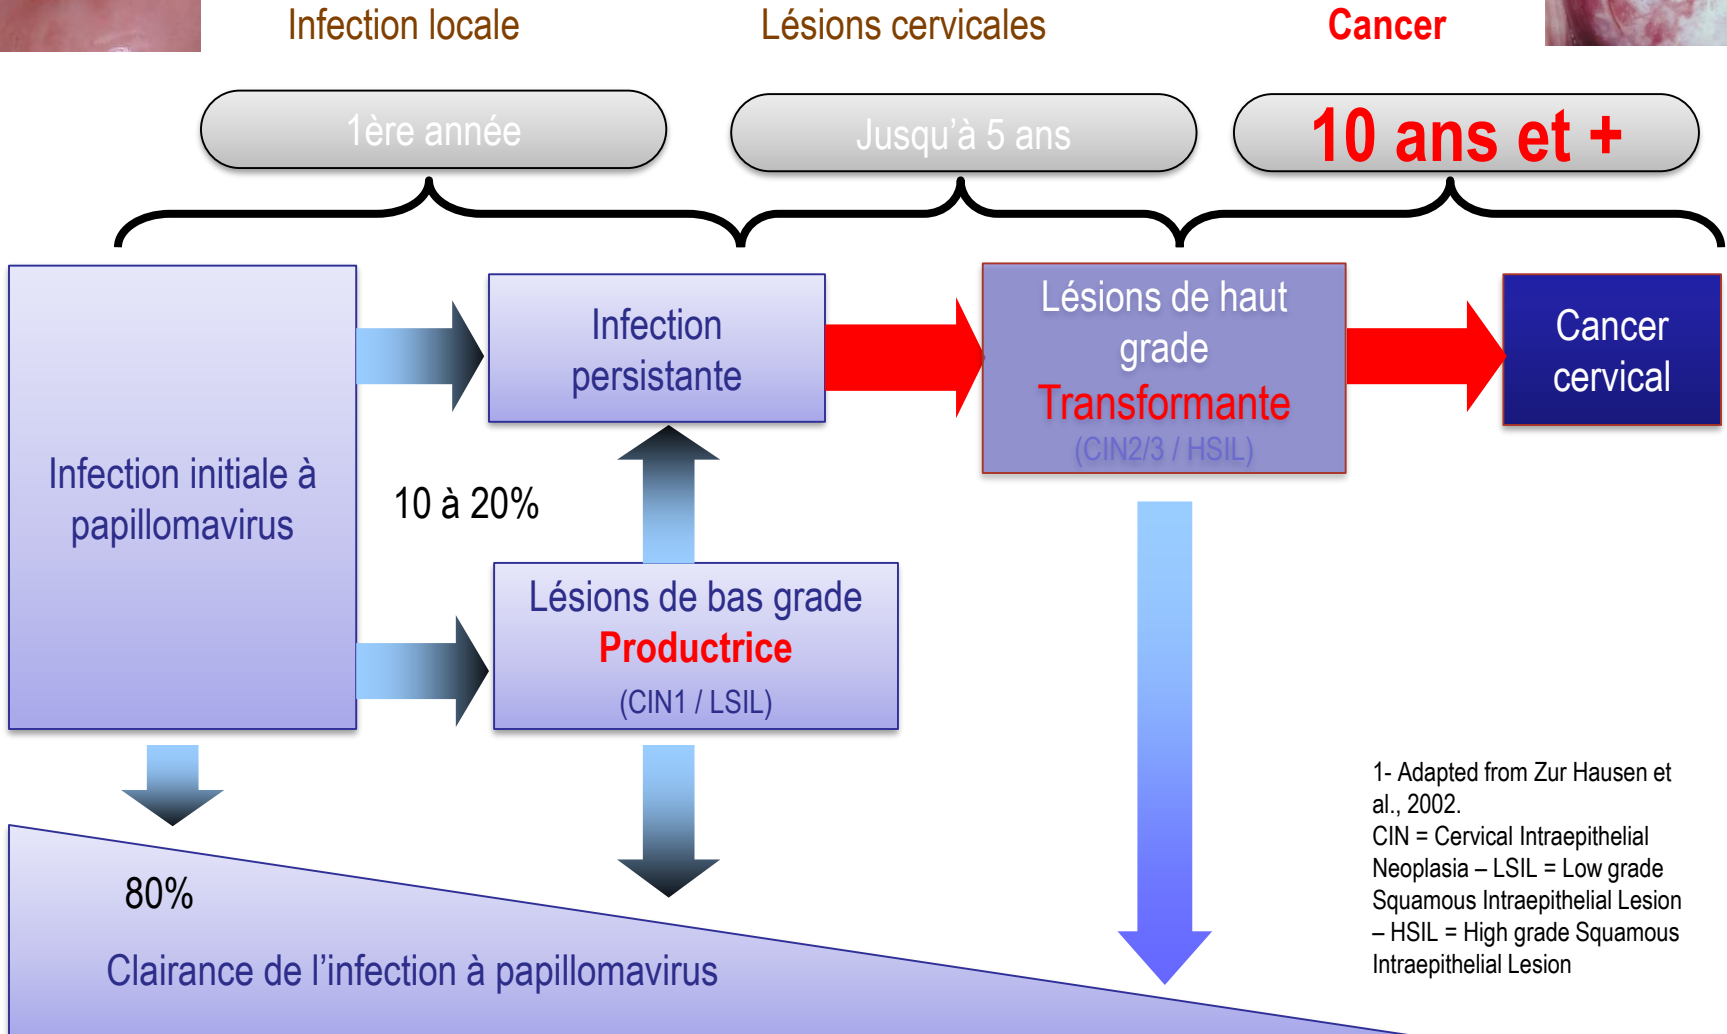 Infection locale
Lésions cervicales
Cancer
1ère année
Jusqu'à 5 ans
10 ans et +
Infection initiale à
papillomavirus
Infection
persistante
Lésions de haut
grade
Transformante
(CIN2/3 / HSIL)
Cancer
cervical
10 à 20%
Lésions de bas grade
Productrice
(CIN1 / LSIL)
80%
Clairance de l’infection à papillomavirus
1- Adapted from Zur Hausen et
al., 2002.
CIN = Cervical Intraepithelial
Neoplasia – LSIL = Low grade
Squamous Intraepithelial Lesion
– HSIL = High grade Squamous
Intraepithelial Lesion